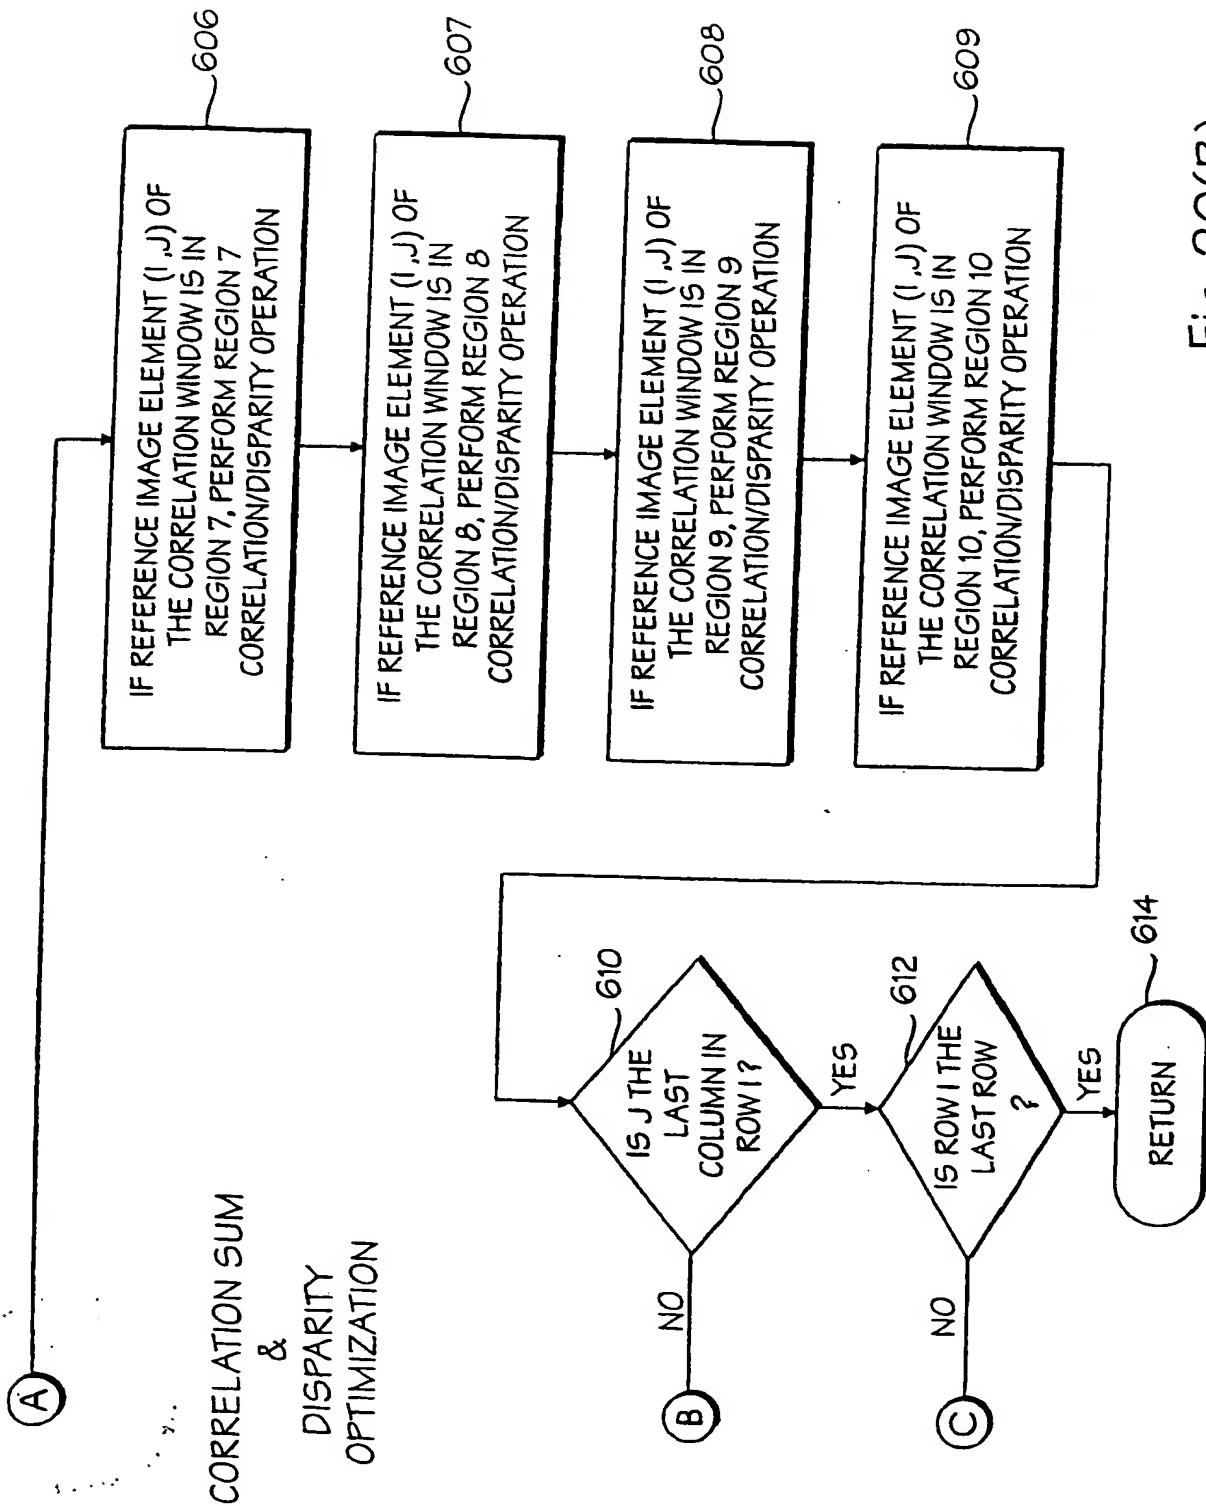 A
CORRELATION SUM
&
DISPARITY
OPTIMIZATION
606
IF REFERENCE IMAGE ELEMENT (I ,J) OF
THE CORRELATION WINDOW IS IN
REGION 7, PERFORM REGION 7
CORRELATION/DISPARITY OPERATION
607
IF REFERENCE IMAGE ELEMENT (I ,J) OF
THE CORRELATION WINDOW IS IN
REGION 8, PERFORM REGION 8
CORRELATION/DISPARITY OPERATION
608
IF REFERENCE IMAGE ELEMENT (I ,J) OF
THE CORRELATION WINDOW IS IN
REGION 9, PERFORM REGION 9
CORRELATION/DISPARITY OPERATION
609
IF REFERENCE IMAGE ELEMENT (I ,J) OF
THE CORRELATION WINDOW IS IN
REGION 10, PERFORM REGION 10
CORRELATION/DISPARITY OPERATION
610
IS J THE
LAST
COLUMN IN
ROW I ?
NO
B
YES
612
IS ROW I THE
LAST ROW
?
NO
C
YES
614
RETURN